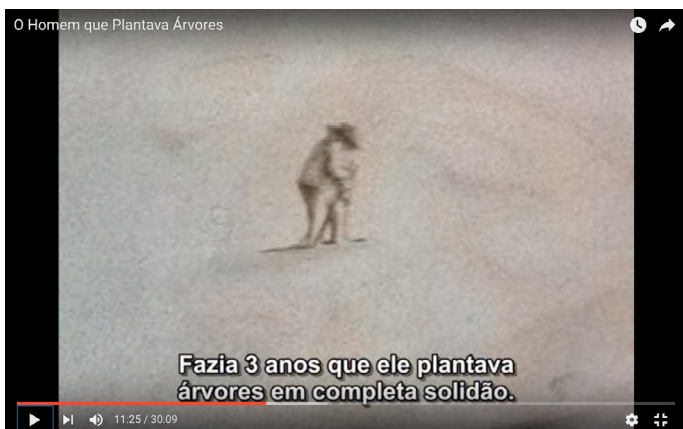 O Homem que Plantava Árvores
Fazia 3 anos que ele plantava
árvores em completa solidão.
11:25 / 30:09